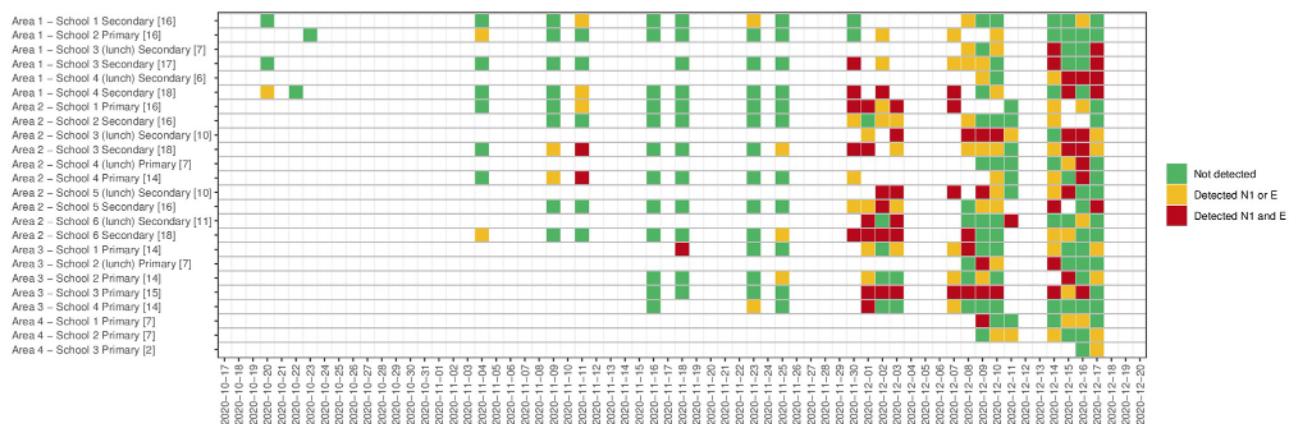 Area 1 – School 1 Secondary [16]
Area 1 – School 2 Primary [16]
Area 1 – School 3 (lunch) Secondary [7]
Area 1 – School 3 Secondary [17]
Area 1 – School 4 (lunch) Secondary [6]
Area 1 – School 4 Secondary [18]
Area 2 – School 1 Primary [16]
Area 2 – School 2 Secondary [16]
Area 2 – School 3 (lunch) Secondary [10]
Area 2 – School 3 Secondary [18]
Area 2 – School 4 (lunch) Primary [7]
Area 2 – School 4 Primary [14]
Area 2 – School 5 (lunch) Secondary [10]
Area 2 – School 5 Secondary [16]
Area 2 – School 6 (lunch) Secondary [11]
Area 2 – School 6 Secondary [18]
Area 3 – School 1 Primary [14]
Area 3 – School 2 (lunch) Primary [7]
Area 3 – School 2 Primary [14]
Area 3 – School 3 Primary [15]
Area 3 – School 4 Primary [14]
Area 4 – School 1 Primary [7]
Area 4 – School 2 Primary [7]
Area 4 – School 3 Primary [2]
2020–10–17
2020–10–18
2020–10–19
2020–10–20
2020–10–21
2020–10–22
2020–10–23
2020–10–24
2020–10–25
2020–10–26
2020–10–27
2020–10–28
2020–10–29
2020–10–30
2020–10–31
2020–11–01
2020–11–02
2020–11–03
2020–11–04
2020–11–05
2020–11–06
2020–11–07
2020–11–08
2020–11–09
2020–11–10
2020–11–11
2020–11–12
2020–11–13
2020–11–14
2020–11–15
2020–11–16
2020–11–17
2020–11–18
2020–11–19
2020–11–20
2020–11–21
2020–11–22
2020–11–23
2020–11–24
2020–11–25
2020–11–26
2020–11–27
2020–11–28
2020–11–29
2020–11–30
2020–12–01
2020–12–02
2020–12–03
2020–12–04
2020–12–05
2020–12–06
2020–12–07
2020–12–08
2020–12–09
2020–12–10
2020–12–11
2020–12–12
2020–12–13
2020–12–14
2020–12–15
2020–12–16
2020–12–17
2020–12–18
2020–12–19
2020–12–20
Not detected
Detected N1 or E
Detected N1 and E